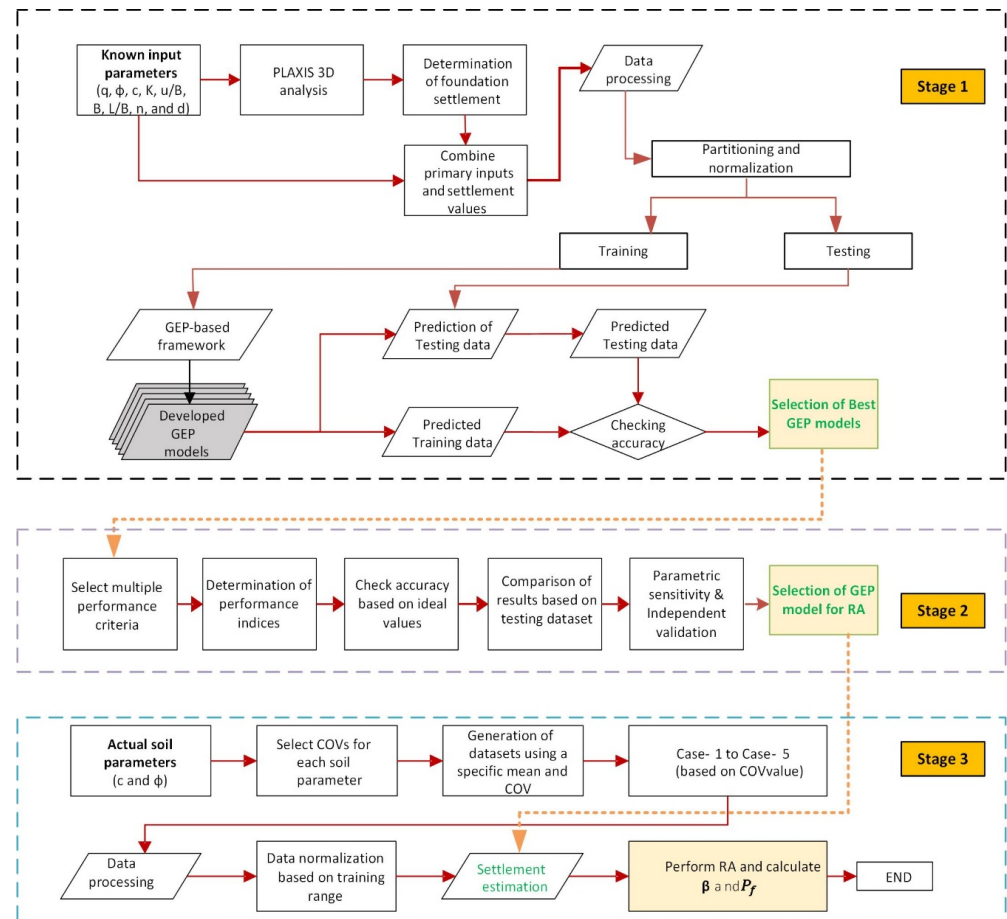 Known input
parameters
(q, ϕ, c, K, u/B,
B, L/B, n, and d)
PLAXIS 3D
analysis
Determination
of foundation
settlement
Data
processing
Stage 1
Combine
primary inputs
and settlement
values
Partitioning and
normalization
Training
Testing
GEP-based
framework
Prediction of
Testing data
Predicted
Testing data
Developed
GEP
models
Predicted
Training data
Checking
accuracy
Selection of Best
GEP models
Select multiple
performance
criteria
Determination of
performance
indices
Check accuracy
based on ideal
values
Comparison of
results based on
testing dataset
Parametric
sensitivity &
Independent
validation
Selection of GEP
model for RA
Stage 2
Actual soil
parameters
(c and ϕ)
Select COVs for
each soil
parameter
Generation of
datasets using a
specific mean and
COV
Case- 1 to Case- 5
(based on COVvalue)
Stage 3
Data
processing
Data
normalization
based on training
range
Settlement
estimation
Perform RA and calculate
β a ndPf
END